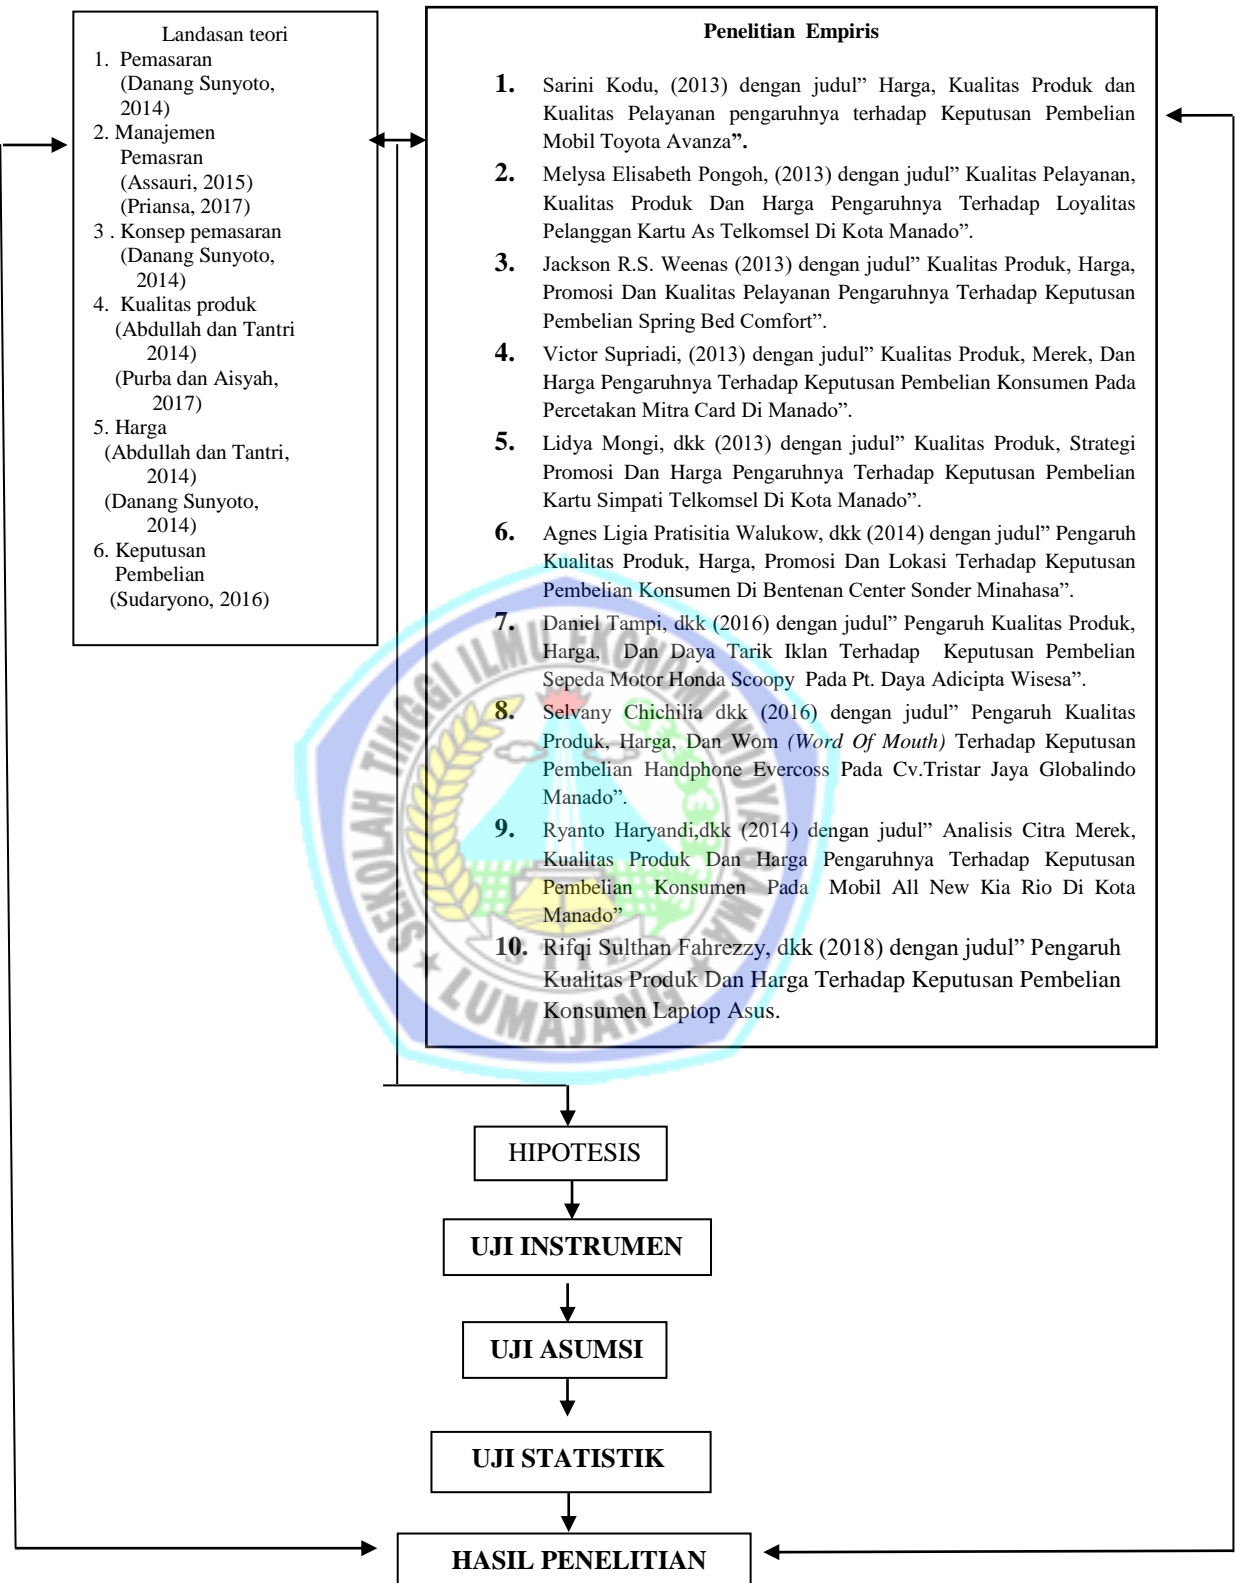 Landasan teori
1. Pemasaran
(Danang Sunyoto,
2014)
2. Manajemen
Pemasran
(Assauri, 2015)
(Priansa, 2017)
3 . Konsep pemasaran
(Danang Sunyoto,
2014)
4. Kualitas produk
(Abdullah dan Tantri
2014)
(Purba dan Aisyah,
2017)
5. Harga
(Abdullah dan Tantri,
2014)
(Danang Sunyoto,
2014)
6. Keputusan
Pembelian
(Sudaryono, 2016)
Penelitian Empiris
1. Sarini Kodu, (2013) dengan judul” Harga, Kualitas Produk dan
Kualitas Pelayanan pengaruhnya terhadap Keputusan Pembelian
Mobil Toyota Avanza”.
2. Melysa Elisabeth Pongoh, (2013) dengan judul” Kualitas Pelayanan,
Kualitas Produk Dan Harga Pengaruhnya Terhadap Loyalitas
Pelanggan Kartu As Telkomsel Di Kota Manado”.
3. Jackson R.S. Weenas (2013) dengan judul” Kualitas Produk, Harga,
Promosi Dan Kualitas Pelayanan Pengaruhnya Terhadap Keputusan
Pembelian Spring Bed Comfort”.
4. Victor Supriadi, (2013) dengan judul” Kualitas Produk, Merek, Dan
Harga Pengaruhnya Terhadap Keputusan Pembelian Konsumen Pada
Percetakan Mitra Card Di Manado”.
5. Lidya Mongi, dkk (2013) dengan judul” Kualitas Produk, Strategi
Promosi Dan Harga Pengaruhnya Terhadap Keputusan Pembelian
Kartu Simpati Telkomsel Di Kota Manado”.
6. Agnes Ligia Pratisitia Walukow, dkk (2014) dengan judul” Pengaruh
Kualitas Produk, Harga, Promosi Dan Lokasi Terhadap Keputusan
Pembelian Konsumen Di Bentenan Center Sonder Minahasa”.
7. Daniel Tampi, dkk (2016) dengan judul” Pengaruh Kualitas Produk,
Harga, Dan Daya Tarik Iklan Terhadap Keputusan Pembelian
Sepeda Motor Honda Scoopy Pada Pt. Daya Adicipta Wisesa”.
8. Selvany Chichilia dkk (2016) dengan judul” Pengaruh Kualitas
Produk, Harga, Dan Wom (Word Of Mouth) Terhadap Keputusan
Pembelian Handphone Evercoss Pada Cv.Tristar Jaya Globalindo
Manado”.
9. Ryanto Haryandi,dkk (2014) dengan judul” Analisis Citra Merek,
Kualitas Produk Dan Harga Pengaruhnya Terhadap Keputusan
Pembelian Konsumen Pada Mobil All New Kia Rio Di Kota
Manado”
10. Rifqi Sulthan Fahrezzy, dkk (2018) dengan judul” Pengaruh
Kualitas Produk Dan Harga Terhadap Keputusan Pembelian
Konsumen Laptop Asus.
SEKOLAH TINGGI ILMU EKONOMI WIDYA GAMA
STIE
LUMAJANG
HIPOTESIS
UJI INSTRUMEN
UJI ASUMSI
UJI STATISTIK
HASIL PENELITIAN